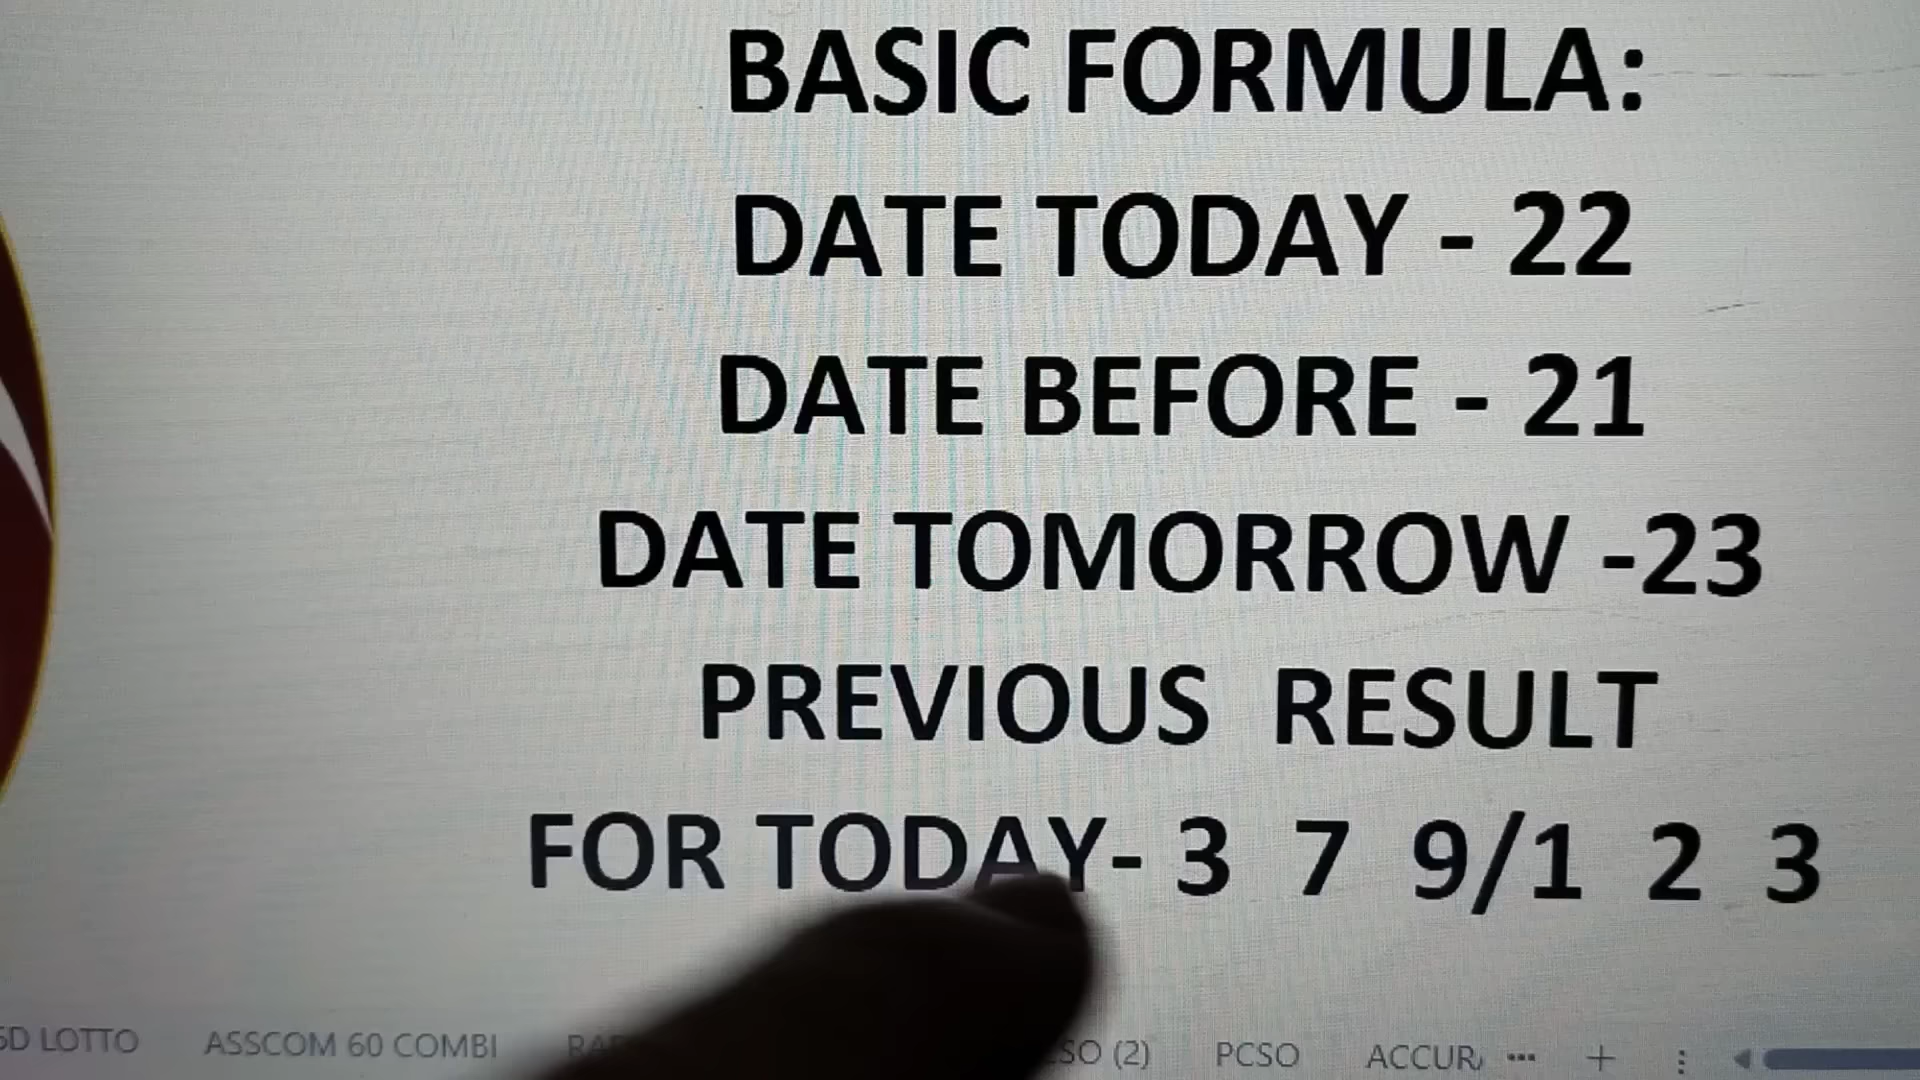 BASIC FORMULA:
DATE TODAY - 22
DATE BEFORE - 21
DATE TOMORROW -23
PREVIOUS RESULT
FOR TODAY- 3 7 9/1 2 3
LOTTO ASSCOM 60 COMBI (2) PCSO ... +